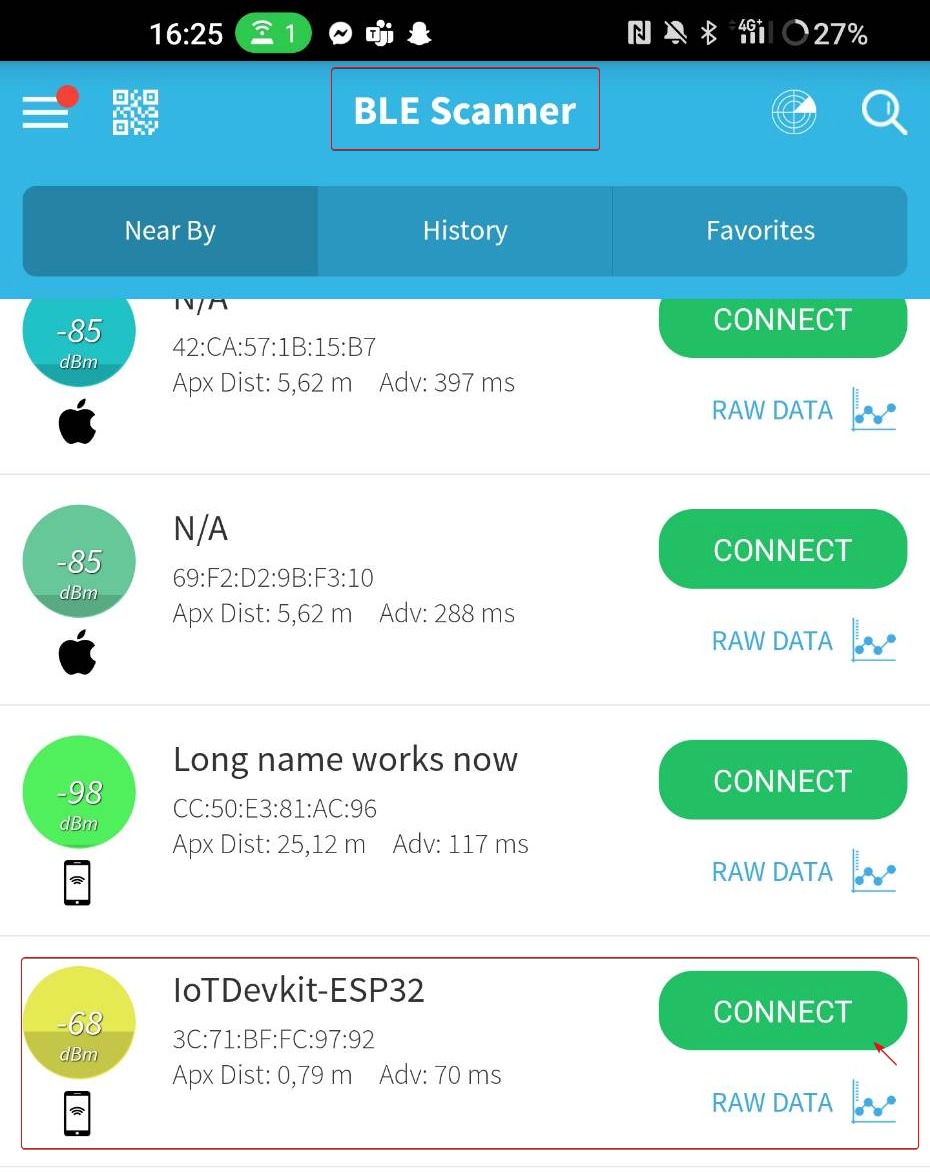 16:25 1 4G+ 27%
BLE Scanner
Near By History Favorites
N/A
-85 CONNECT
dBm 42:CA:57:1B:15:B7
Apx Dist: 5,62 m Adv: 397 ms
RAW DATA
N/A
-85 CONNECT
dBm 69:F2:D2:9B:F3:10
Apx Dist: 5,62 m Adv: 288 ms
RAW DATA
Long name works now
-98 CONNECT
dBm CC:50:E3:81:AC:96
Apx Dist: 25,12 m Adv: 117 ms
RAW DATA
IoTDevkit-ESP32
-68 CONNECT
dBm 3C:71:BF:FC:97:92
Apx Dist: 0,79 m Adv: 70 ms
RAW DATA